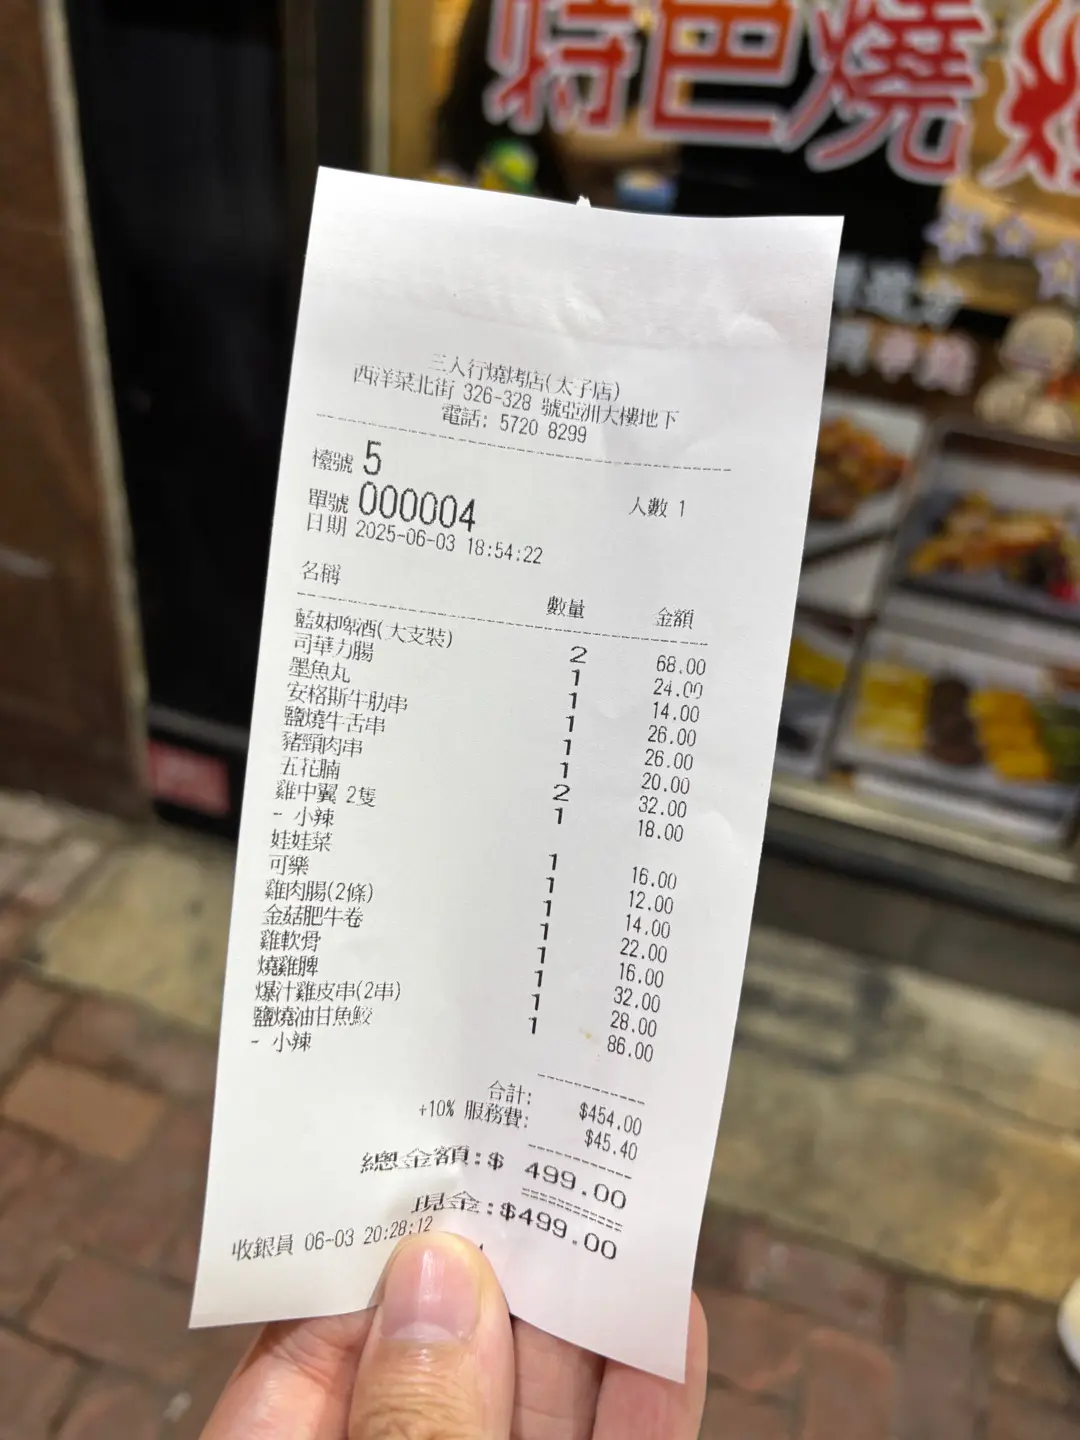 特色燒
三人行燒烤店(太子店)
西洋菜北街 326-328 號亞洲大樓地下
電話: 5720 8299
檯號 5
人數 1
單號 000004
日期 2025-06-03 18:54:22
名稱 數量 金額
藍妹啤酒(大支裝) 2 68.00
司華力腸 1 24.00
墨魚丸 1 14.00
安格斯牛肋串 1 26.00
鹽燒牛舌串 1 26.00
豬頸肉串 1 20.00
五花腩 2 32.00
雞中翼 2隻 1 18.00
- 小辣
娃娃菜 1 16.00
可樂 1 12.00
雞肉腸(2條) 1 14.00
金菇肥牛卷 1 22.00
雞軟骨 1 16.00
燒雞髀 1 32.00
爆汁雞皮串(2串) 1 28.00
鹽燒油甘魚鮫 1 86.00
- 小辣
合計: $454.00
+10% 服務費: $45.40
總金額:$ 499.00
現金:$499.00
收銀員 06-03 20:28:12